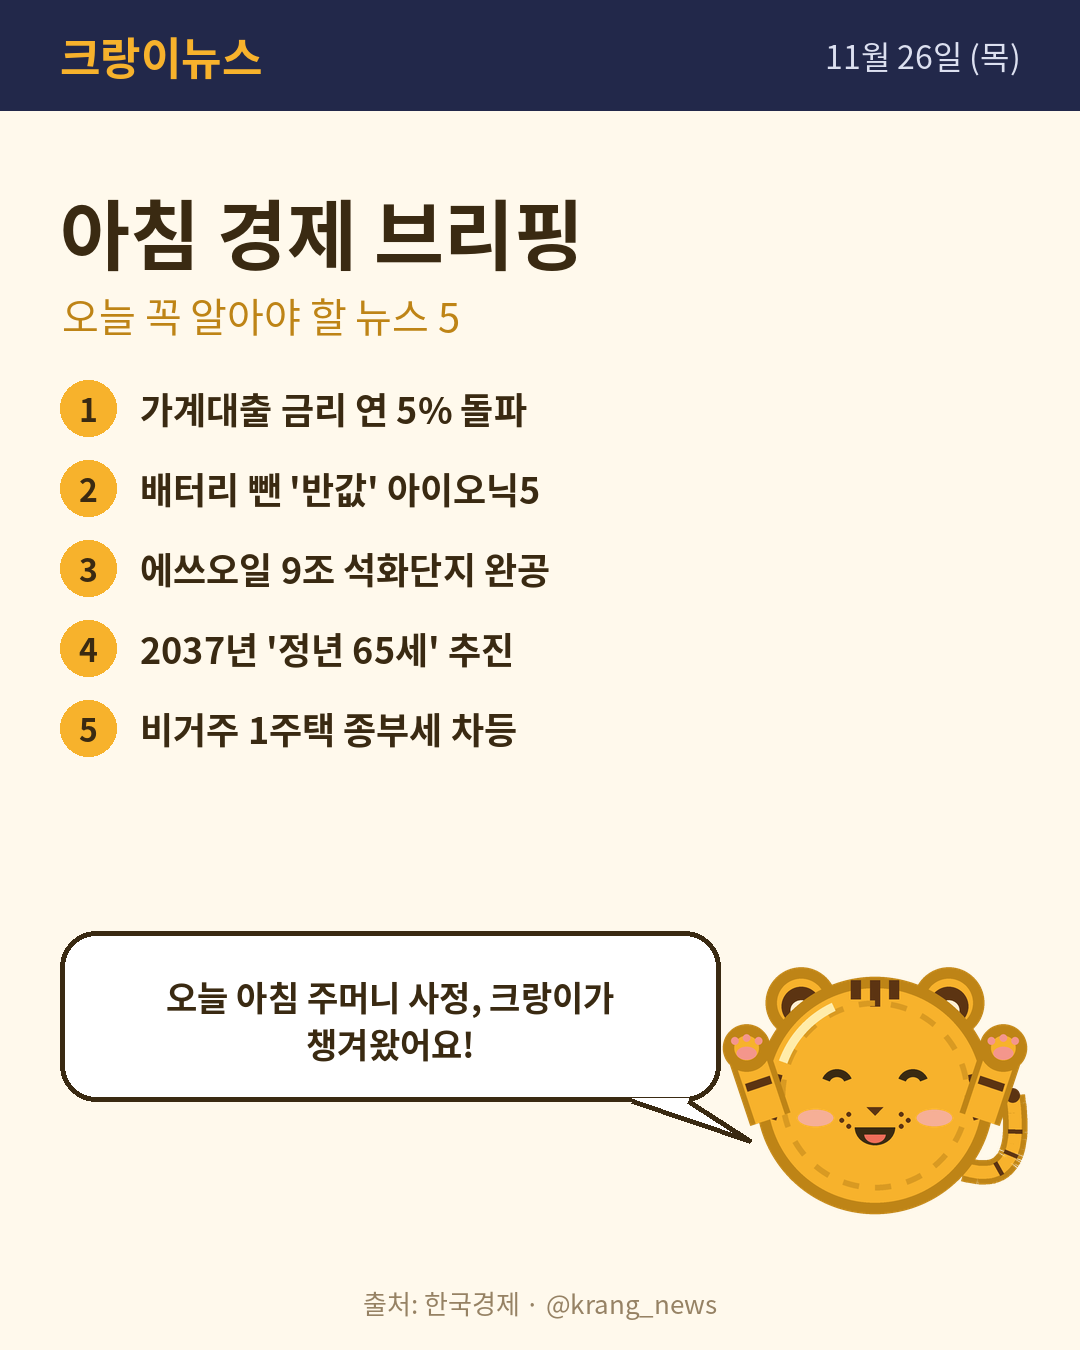 크랑이뉴스
11월 26일 (목)
아침 경제 브리핑
오늘 꼭 알아야 할 뉴스 5
1 가계대출 금리 연 5% 돌파
2 배터리 뺀 '반값' 아이오닉5
3 에쓰오일 9조 석화단지 완공
4 2037년 '정년 65세' 추진
5 비거주 1주택 종부세 차등
오늘 아침 주머니 사정, 크랑이가
챙겨왔어요!
출처: 한국경제 · @krang_news